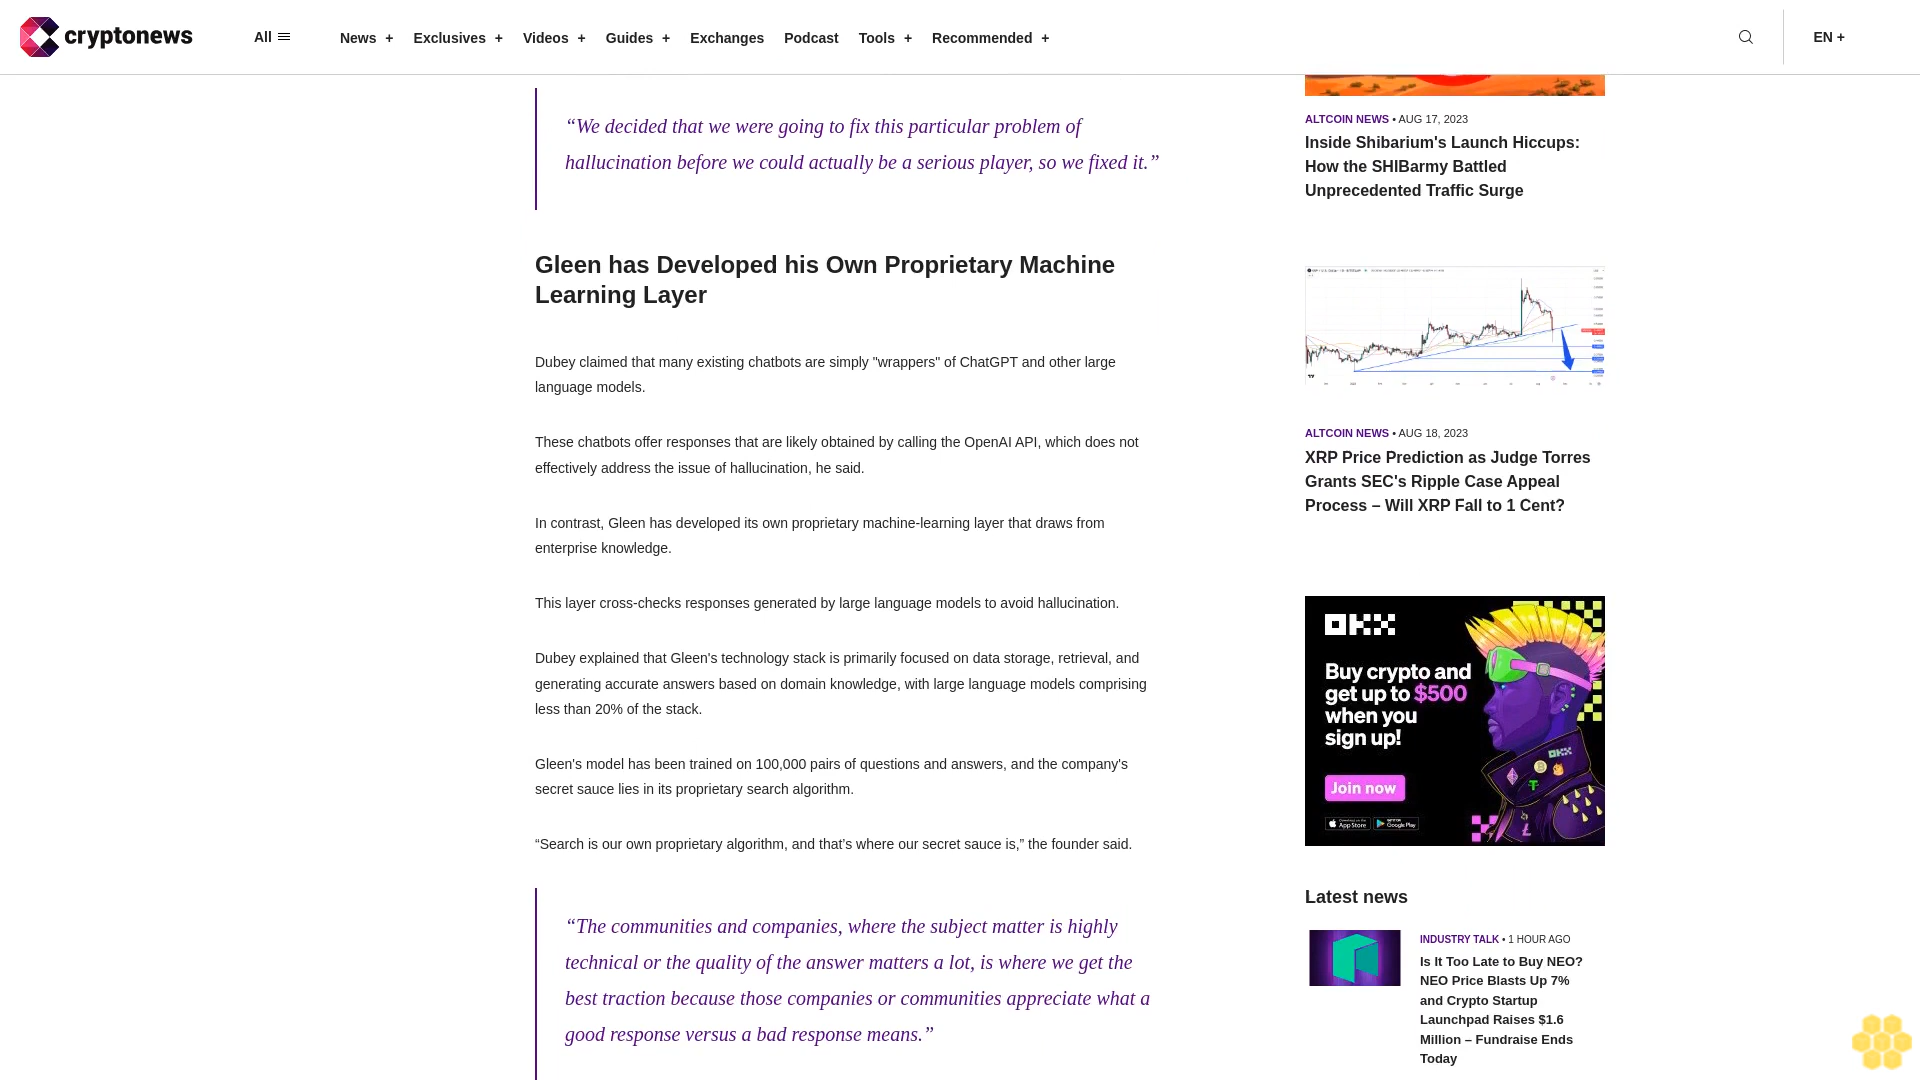 cryptonews
All
News +
Exclusives +
Videos +
Guides +
Exchanges
Podcast
Tools +
Recommended +
EN +
“We decided that we were going to fix this particular problem of
hallucination before we could actually be a serious player, so we fixed it.”
Gleen has Developed his Own Proprietary Machine
Learning Layer
Dubey claimed that many existing chatbots are simply "wrappers" of ChatGPT and other large
language models.
These chatbots offer responses that are likely obtained by calling the OpenAI API, which does not
effectively address the issue of hallucination, he said.
In contrast, Gleen has developed its own proprietary machine-learning layer that draws from
enterprise knowledge.
This layer cross-checks responses generated by large language models to avoid hallucination.
Dubey explained that Gleen's technology stack is primarily focused on data storage, retrieval, and
generating accurate answers based on domain knowledge, with large language models comprising
less than 20% of the stack.
Gleen's model has been trained on 100,000 pairs of questions and answers, and the company's
secret sauce lies in its proprietary search algorithm.
“Search is our own proprietary algorithm, and that’s where our secret sauce is,” the founder said.
“The communities and companies, where the subject matter is highly
technical or the quality of the answer matters a lot, is where we get the
best traction because those companies or communities appreciate what a
good response versus a bad response means.”
ALTCOIN NEWS • AUG 17, 2023
Inside Shibarium's Launch Hiccups:
How the SHIBarmy Battled
Unprecedented Traffic Surge
ALTCOIN NEWS • AUG 18, 2023
XRP Price Prediction as Judge Torres
Grants SEC's Ripple Case Appeal
Process – Will XRP Fall to 1 Cent?
OKX
Buy crypto and
get up to $500
when you
sign up!
Join now
App Store
Google Play
OKX
Latest news
INDUSTRY TALK • 1 HOUR AGO
Is It Too Late to Buy NEO?
NEO Price Blasts Up 7%
and Crypto Startup
Launchpad Raises $1.6
Million – Fundraise Ends
Today